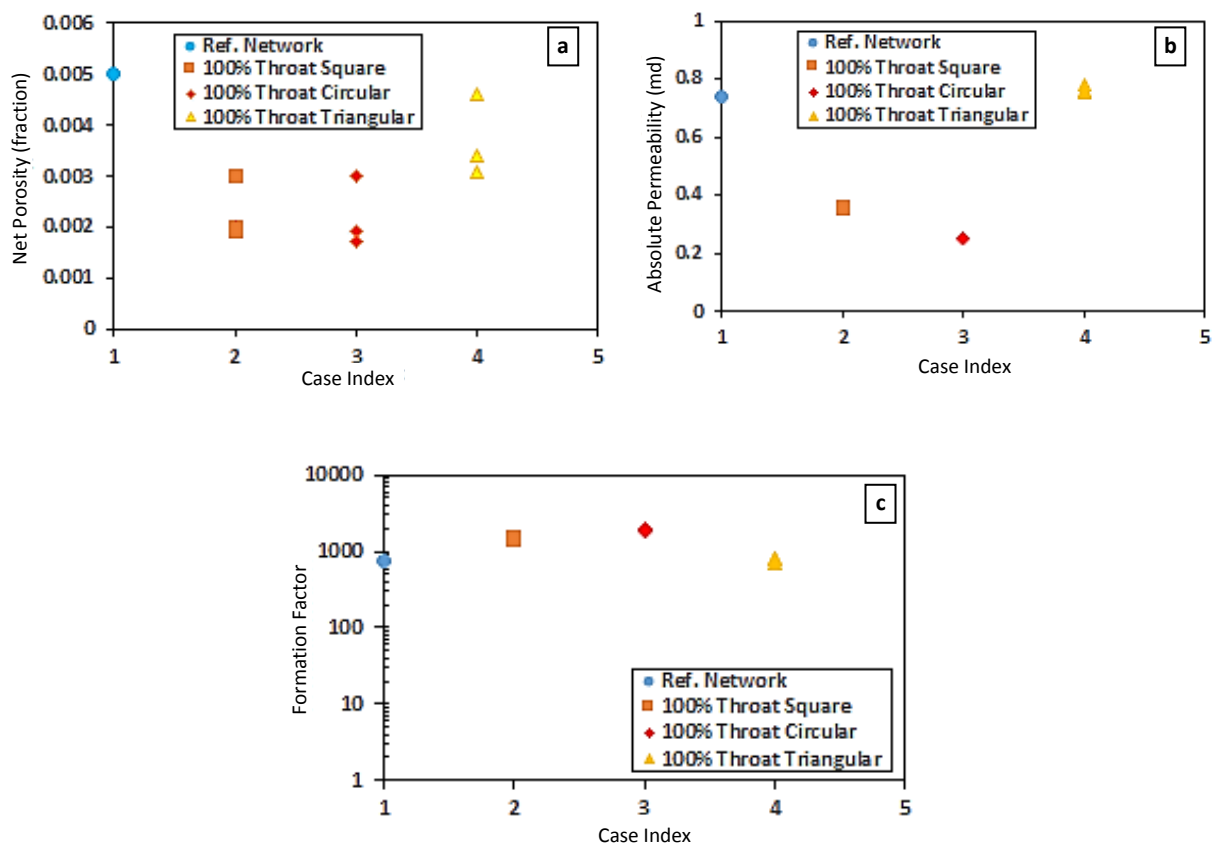 0.006
0.005
0.004
0.003
0.002
0.001
0
Net Porosity (fraction)
Ref. Network
100% Throat Square
100% Throat Circular
100% Throat Triangular
a
1 2 3 4 5
Case Index
1
0.8
0.6
0.4
0.2
0
Absolute Permeability (md)
Ref. Network
100% Throat Square
100% Throat Circular
100% Throat Triangular
b
1 2 3 4 5
Case Index
10000
1000
100
10
1
Formation Factor
c
Ref. Network
100% Throat Square
100% Throat Circular
100% Throat Triangular
1 2 3 4 5
Case Index